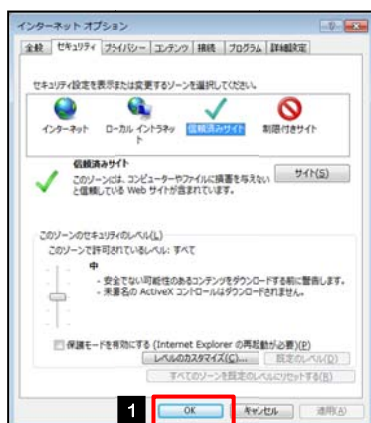 インターネット オプション
全般 セキュリティ プライバシー コンテンツ 接続 プログラム 詳細設定
セキュリティ設定を表示または変更するゾーンを選択してください。
インターネット ローカル イントラネット 信頼済みサイト 制限付きサイト
信頼済みサイト
このゾーンには、コンピューターやファイルに損害を与えない
と信頼している Web サイトが含まれています。
サイト(S)
このゾーンのセキュリティのレベル(L)
このゾーンで許可されているレベル: すべて
中
- 安全でない可能性のあるコンテンツをダウンロードする前に警告します。
- 未署名の ActiveX コントロールはダウンロードされません。
保護モードを有効にする (Internet Explorer の再起動が必要)(P)
レベルのカスタマイズ(C)... 既定のレベル(D)
すべてのゾーンを既定のレベルにリセットする(R)
1 OK キャンセル 適用(A)